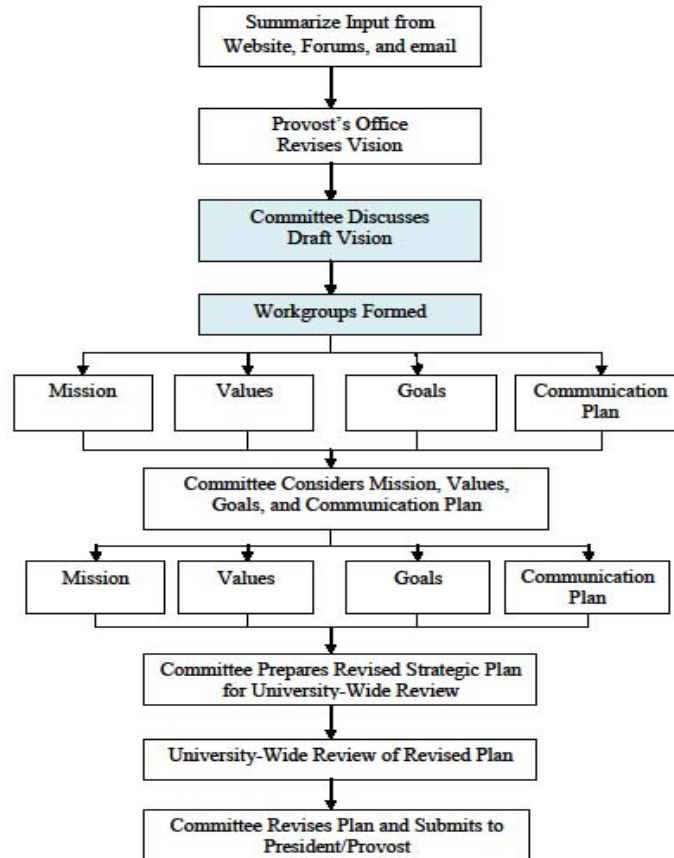 Summarize Input from
Website, Forums, and email
Provost's Office
Revises Vision
Committee Discusses
Draft Vision
Workgroups Formed
Mission
Values
Goals
Communication
Plan
Committee Considers Mission, Values,
Goals, and Communication Plan
Mission
Values
Goals
Communication
Plan
Committee Prepares Revised Strategic Plan
for University-Wide Review
University-Wide Review of Revised Plan
Committee Revises Plan and Submits to
President/Provost